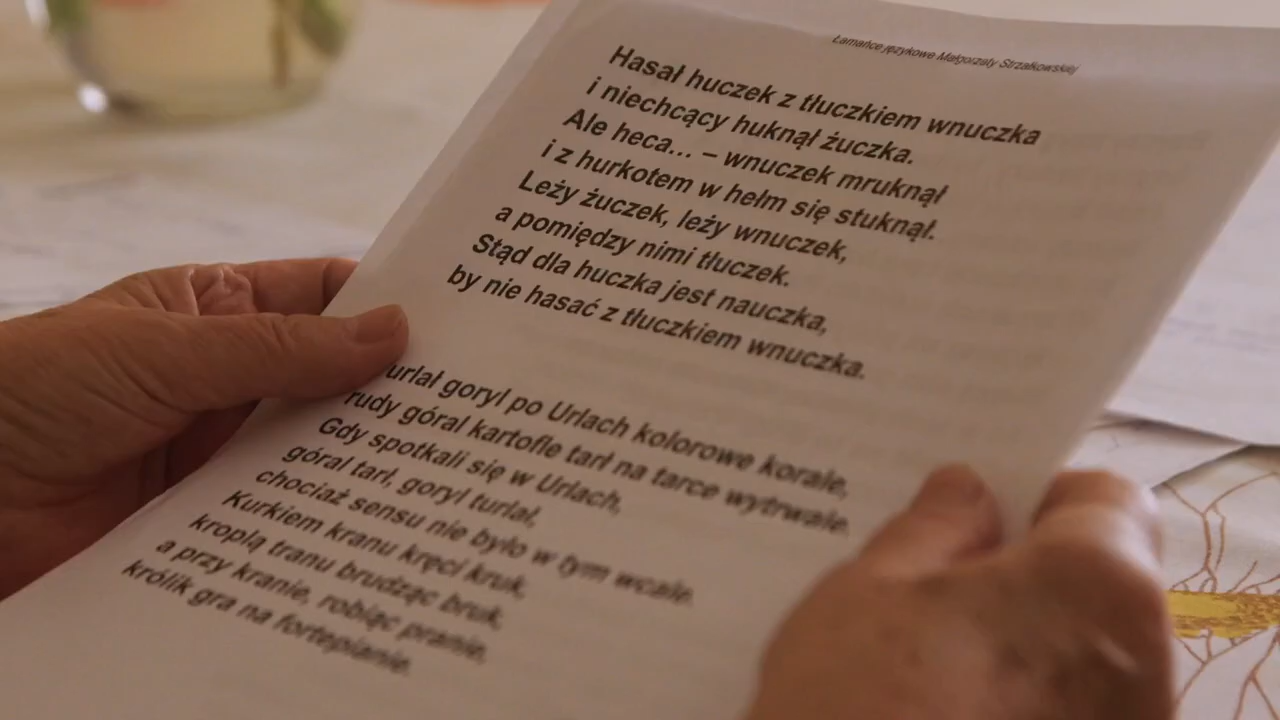 Łamańce językowe Małgorzaty Strzałkowskiej
Hasał huczek z tłuczkiem wnuczka
i niechcący huknął żuczka.
Ale heca... – wnuczek mruknął
i z hurkotem w hełm się stuknął.
Leży żuczek, leży wnuczek,
a pomiędzy nimi tłuczek.
Stąd dla huczka jest nauczka,
by nie hasać z tłuczkiem wnuczka.
urlał goryl po Urlach kolorowe korale,
rudy góral kartofle tarł na tarce wytrwale.
Gdy spotkali się w Urlach,
góral tarł, goryl turlał,
chociaż sensu nie było w tym wcale.
Kurkiem kranu kręci kruk,
kroplą tranu brudząc bruk,
a przy kranie, robiąc pranie,
królik gra na fortepianie.